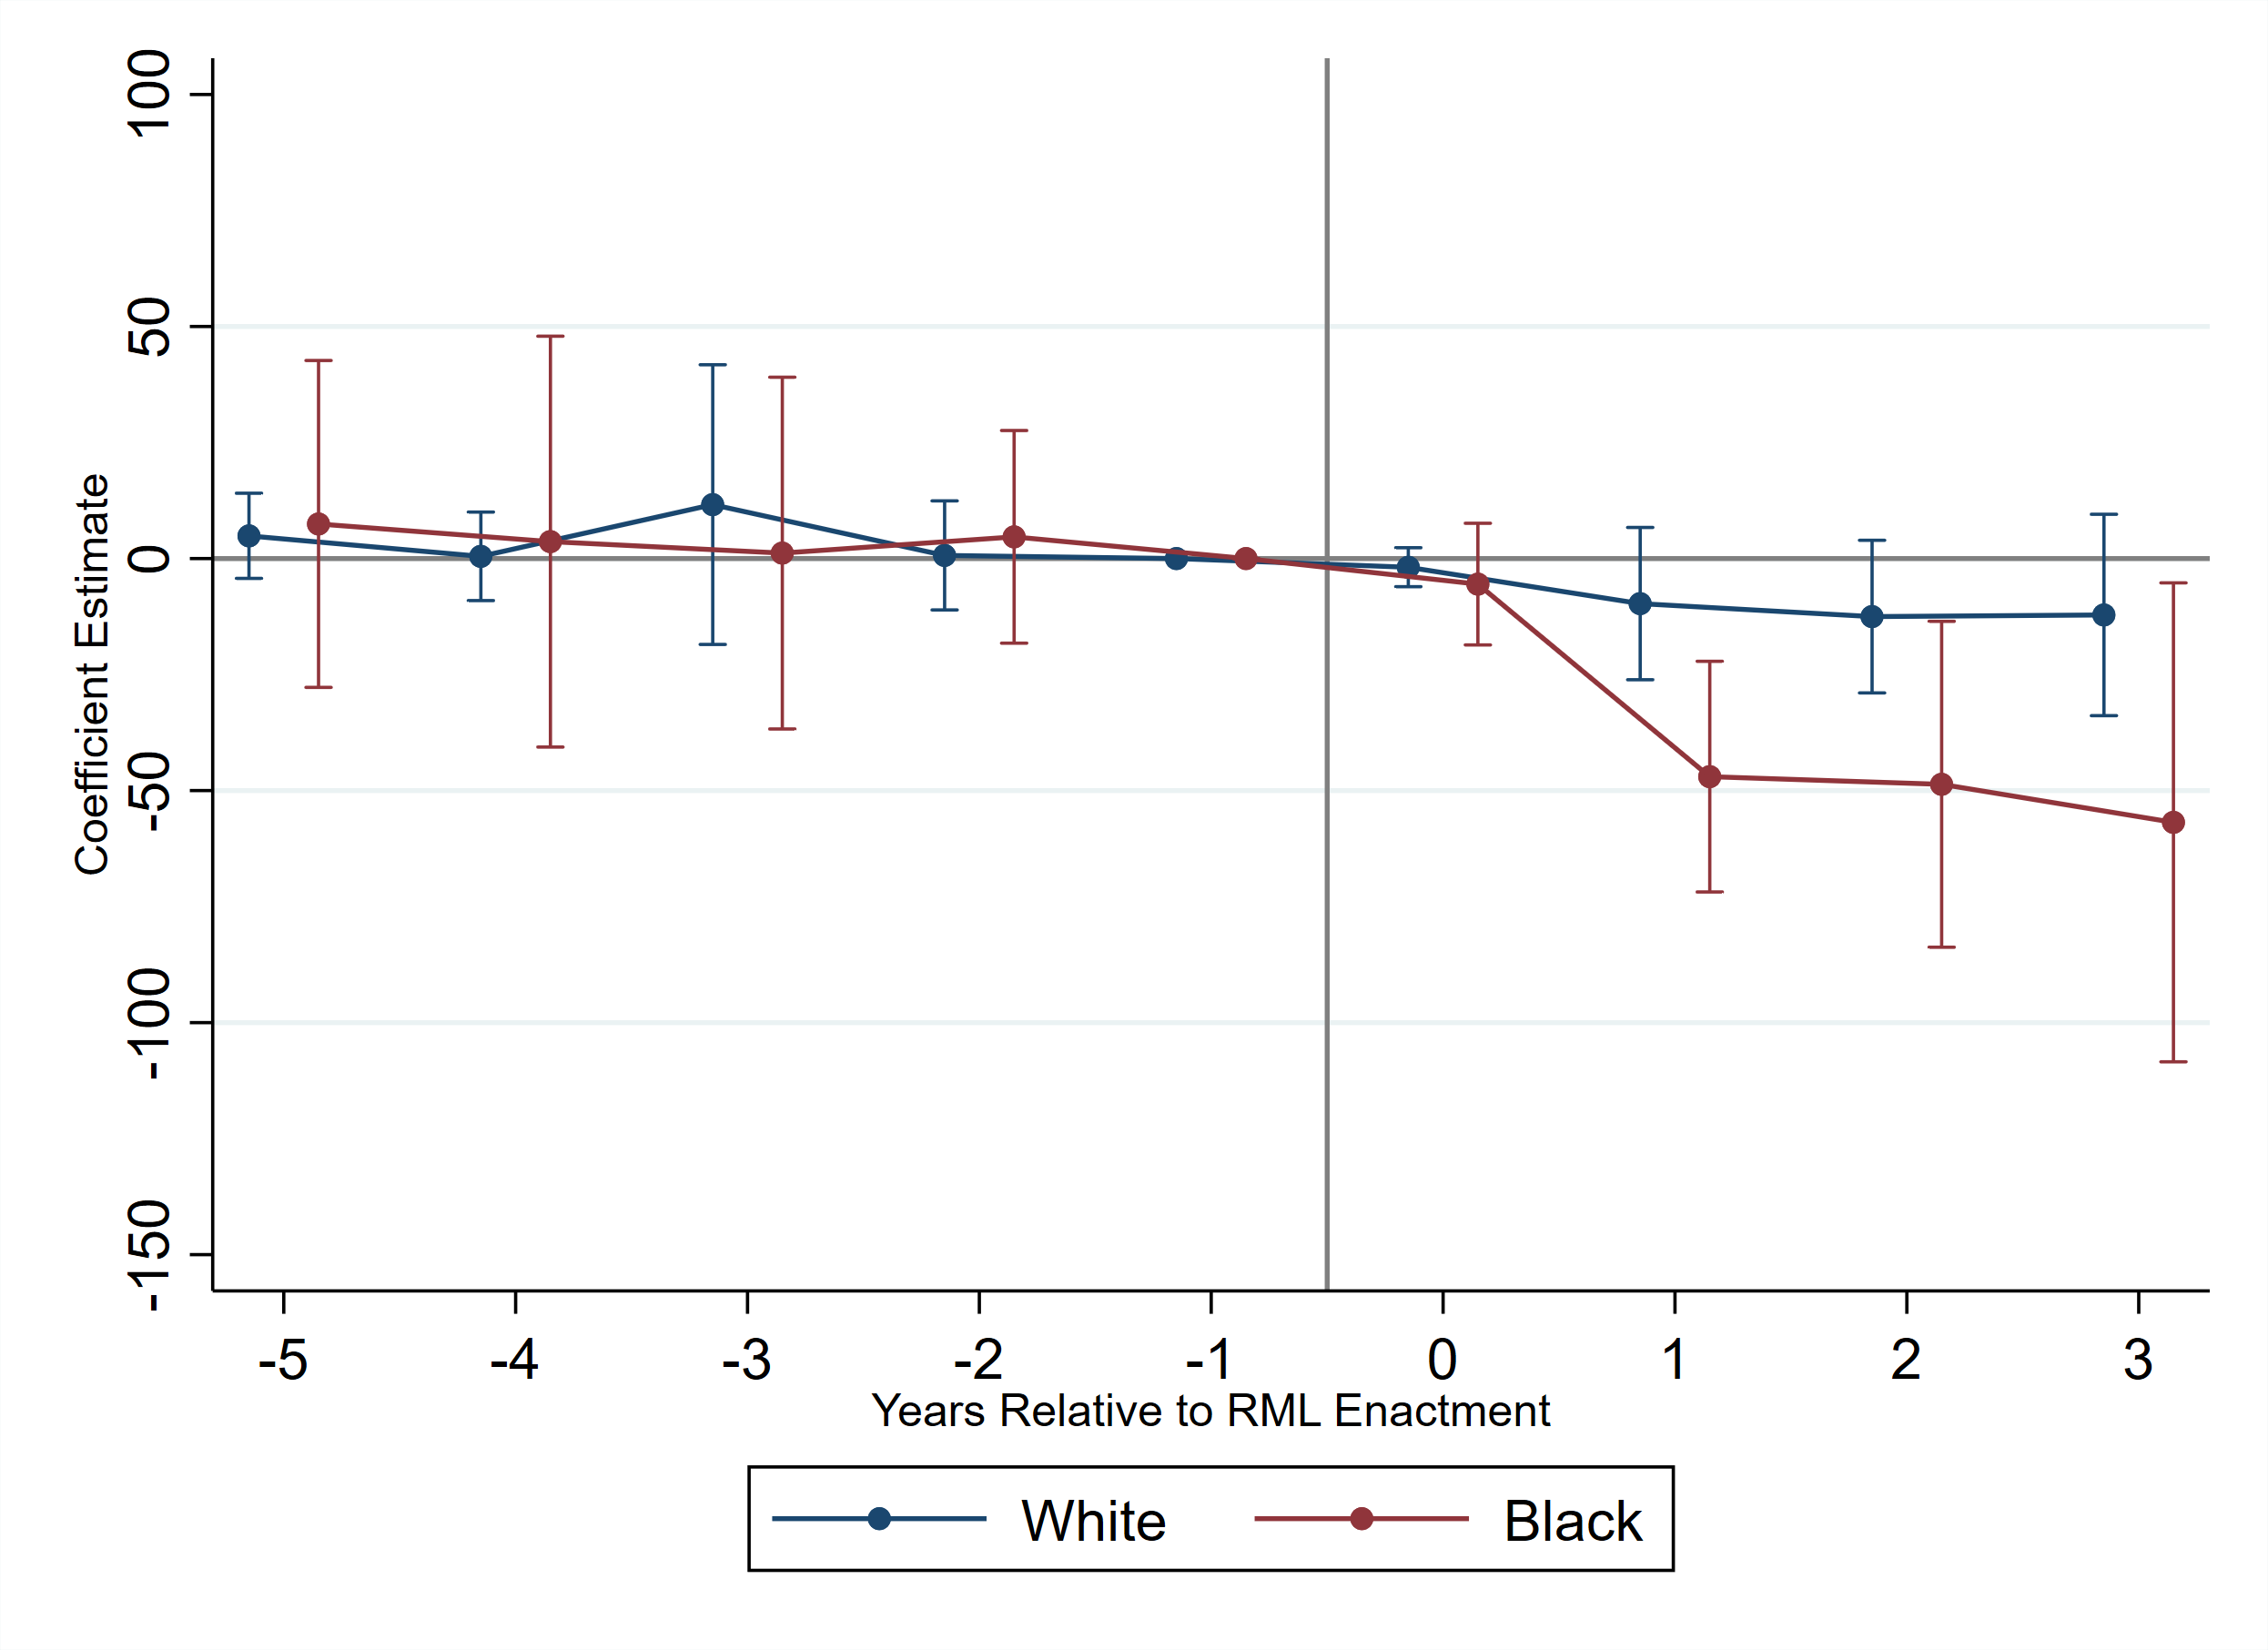 100
50
0
-50
-100
-150
Coefficient Estimate
-5 -4 -3 -2 -1 0 1 2 3
Years Relative to RML Enactment
White Black